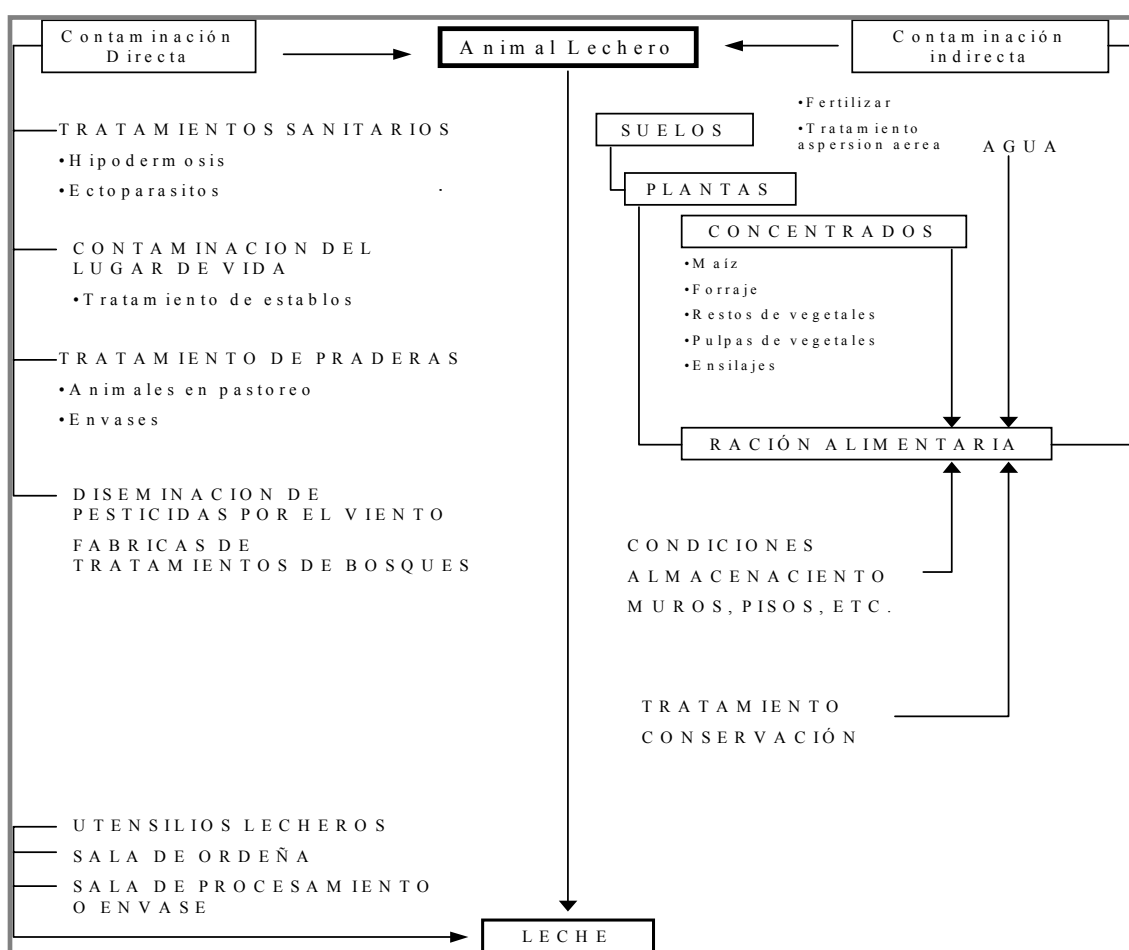 Contaminación
Directa
Animal Lechero
Contaminación
indirecta
TRATAMIENTOS SANITARIOS
•Hipodermosis
•Ectoparasitos
CONTAMINACION DEL
LUGAR DE VIDA
•Tratamiento de establos
TRATAMIENTO DE PRADERAS
•Animales en pastoreo
•Envases
DISEMINACION DE
PESTICIDAS POR EL VIENTO
FABRICAS DE
TRATAMIENTOS DE BOSQUES
•Fertilizar
•Tratamiento
aspersion aerea
AGUA
SUELOS
PLANTAS
CONCENTRADOS
•Maíz
•Forraje
•Restos de vegetales
•Pulpas de vegetales
•Ensilajes
RACIÓN ALIMENTARIA
CONDICIONES
ALMACENACIENTO
MUROS, PISOS, ETC.
TRATAMIENTO
CONSERVACIÓN
UTENSILIOS LECHEROS
SALA DE ORDEÑA
SALA DE PROCESAMIENTO
O ENVASE
LECHE